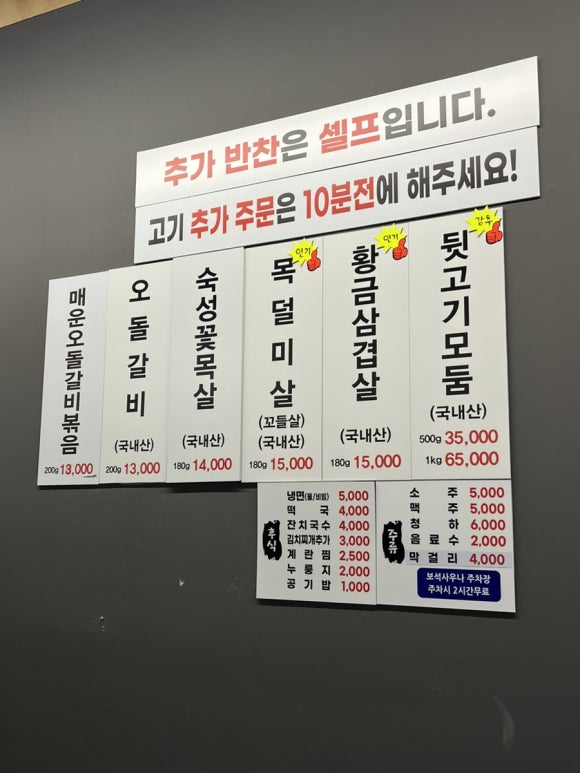 추가 반찬은 셀프입니다.
고기 추가 주문은 10분전에 해주세요!
매운오돌갈비볶음
200g 13,000
오돌갈비
(국내산)
200g 13,000
숙성꽃목살
(국내산)
180g 14,000
인기
목덜미살
(꼬들살)
(국내산)
180g 15,000
인기
황금삼겹살
(국내산)
180g 15,000
강추
뒷고기모둠
(국내산)
500g 35,000
1kg 65,000
후식
냉면(물/비빔) 5,000
떡국 4,000
잔치국수 4,000
김치찌개추가 3,000
계란찜 2,500
누룽지 2,000
공기밥 1,000
주류
소주 5,000
맥주 5,000
청하 6,000
음료수 2,000
막걸리 4,000
보석사우나 주차장
주차시 2시간무료